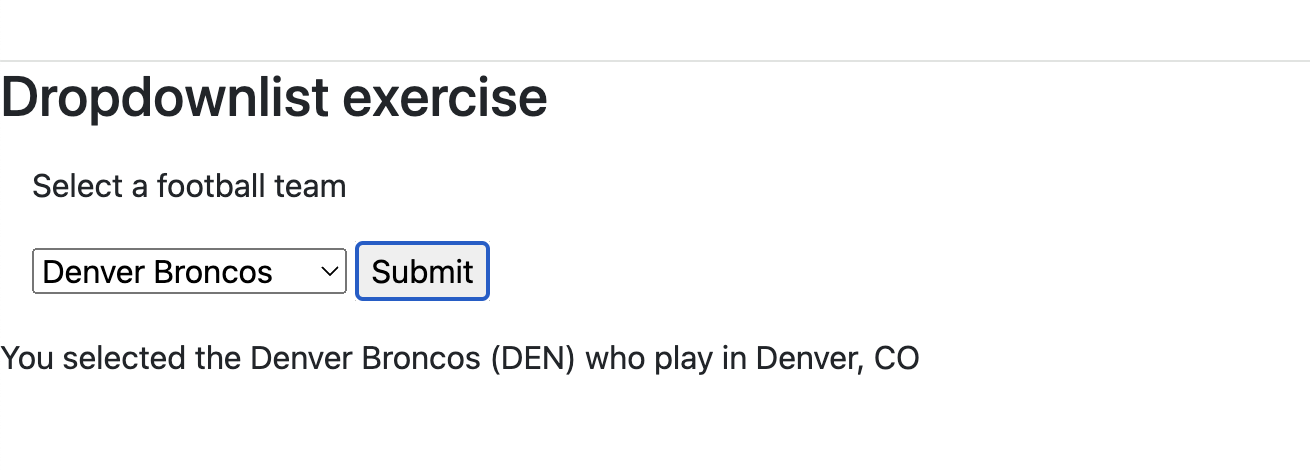 Dropdownlist exercise
Select a football team
Denver Broncos Submit
You selected the Denver Broncos (DEN) who play in Denver, CO